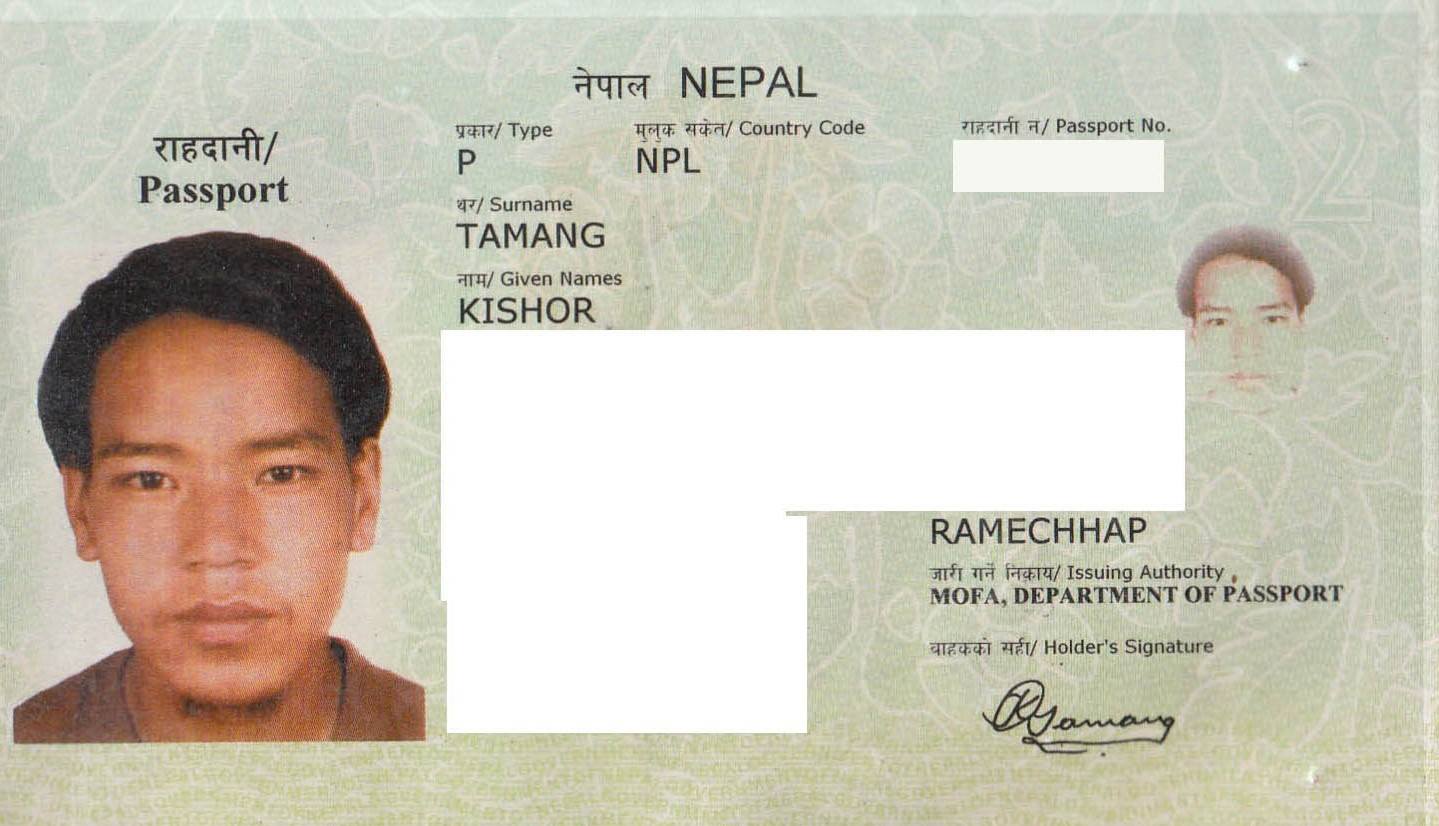 नेपाल NEPAL
राहदानी/
Passport
प्रकार/ Type
मुलुक सकेत/ Country Code
राहदानी न/ Passport No.
P
NPL
थर/ Surname
TAMANG
नाम/ Given Names
KISHOR
RAMECHHAP
जारी गर्ने निकाय/ Issuing Authority
MOFA, DEPARTMENT OF PASSPORT
वाहकको सही/ Holder's Signature
KTamang
2